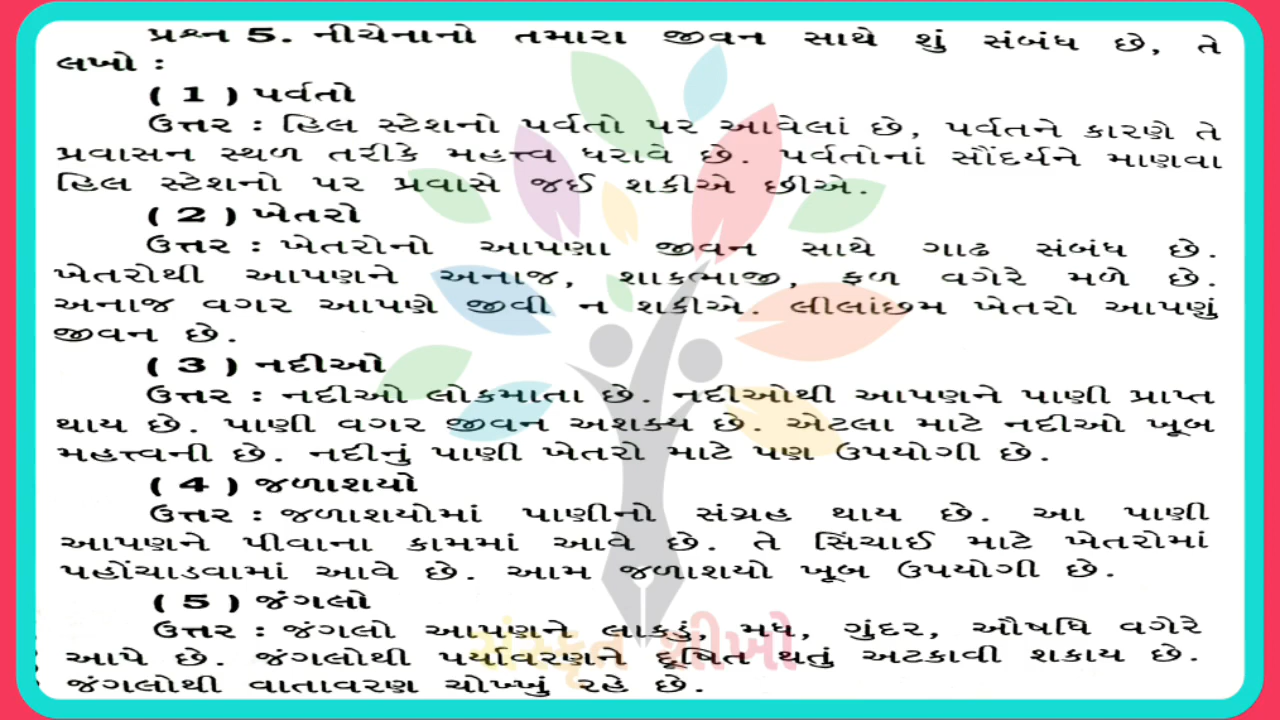 પ્રશ્ન 5. નીચેનાનો તમારા જીવન સાથે શું સંબંધ છે, તે
લખો :
( 1 ) પર્વતો
ઉત્તર : હિલ સ્ટેશનો પર્વતો પર આવેલાં છે, પર્વતને કારણે તે
પ્રવાસન સ્થળ તરીકે મહત્ત્વ ધરાવે છે. પર્વતોનાં સૌંદર્યને માણવા
હિલ સ્ટેશનો પર પ્રવાસે જઈ શકીએ છીએ.
( 2 ) ખેતરો
ઉત્તર : ખેતરોનો આપણા જીવન સાથે ગાઢ સંબંધ છે.
ખેતરોથી આપણને અનાજ, શાકભાજી, ફળ વગેરે મળે છે.
અનાજ વગર આપણે જીવી ન શકીએ. લીલાંછમ ખેતરો આપણું
જીવન છે.
( 3 ) નદીઓ
ઉત્તર : નદીઓ લોકમાતા છે. નદીઓથી આપણને પાણી પ્રાપ્ત
થાય છે. પાણી વગર જીવન અશક્ય છે. એટલા માટે નદીઓ ખૂબ
મહત્ત્વની છે. નદીનું પાણી ખેતરો માટે પણ ઉપયોગી છે.
( 4 ) જળાશયો
ઉત્તર : જળાશયોમાં પાણીનો સંગ્રહ થાય છે. આ પાણી
આપણને પીવાના કામમાં આવે છે. તે સિંચાઈ માટે ખેતરોમાં
પહોંચાડવામાં આવે છે. આમ જળાશયો ખૂબ ઉપયોગી છે.
( 5 ) જંગલો
ઉત્તર : જંગલો આપણને લાકડું, મધ, ગુંદર, ઔષધિ વગેરે
આપે છે. જંગલોથી પર્યાવરણને દૂષિત થતું અટકાવી શકાય છે.
જંગલોથી વાતાવરણ ચોખ્ખું રહે છે.
સંસ્કૃત શીખો